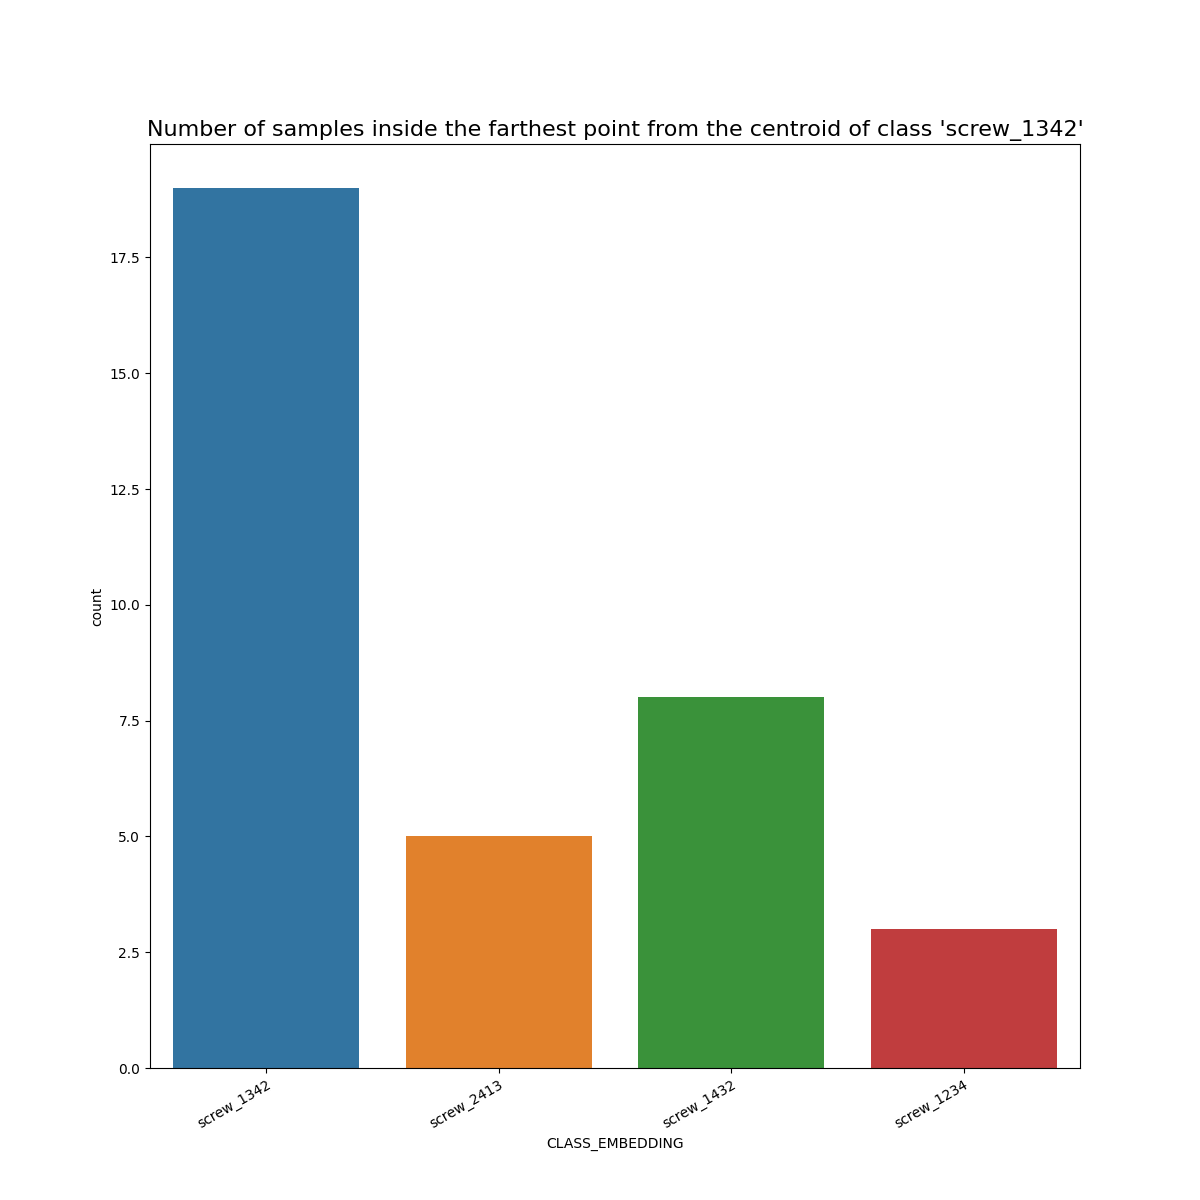 Number of samples inside the farthest point from the centroid of class 'screw_1342'
17.5
15.0
12.5
10.0
7.5
5.0
2.5
0.0
count
screw_1342
screw_2413
screw_1432
screw_1234
CLASS_EMBEDDING